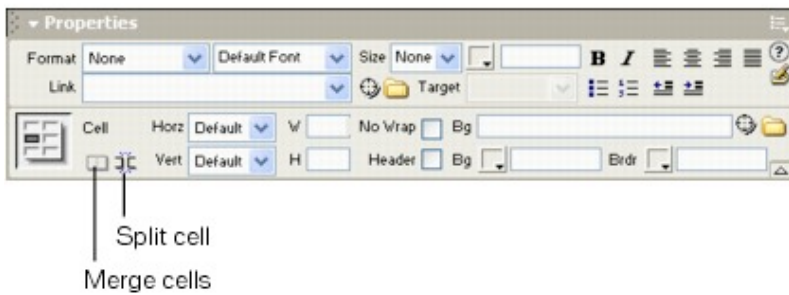 Properties
Format None Default Font Size None B I
Link Target
Cell Horz Default W No Wrap Bg
Vert Default H Header Bg Brdr
Split cell
Merge cells